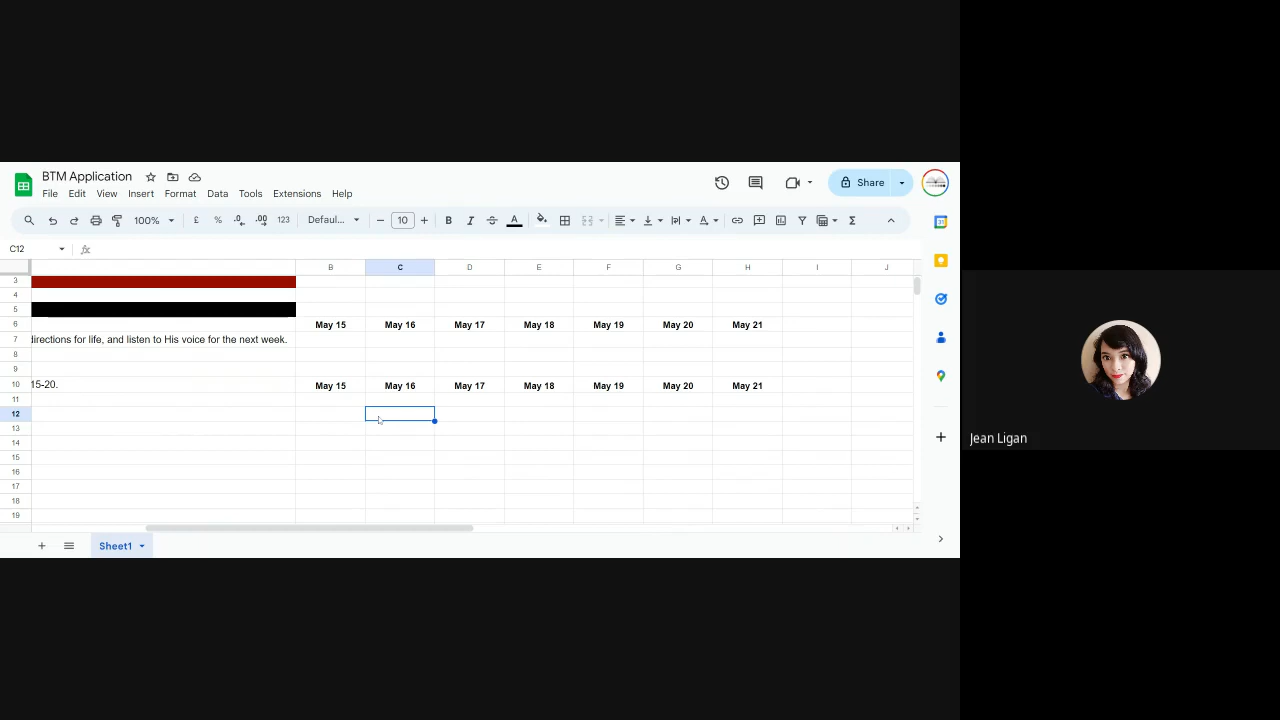 BTM Application
File Edit View Insert Format Data Tools Extensions Help
Share
100% £ % .0 .00 123 Defaul... 10 B I S A Σ
C12 fx
B C D E F G H I J
3
4
5
6 May 15 May 16 May 17 May 18 May 19 May 20 May 21
7 directions for life, and listen to His voice for the next week.
8
9
10 15-20. May 15 May 16 May 17 May 18 May 19 May 20 May 21
11
12
13
14
15
16
17
18
19
Sheet1
Jean Ligan